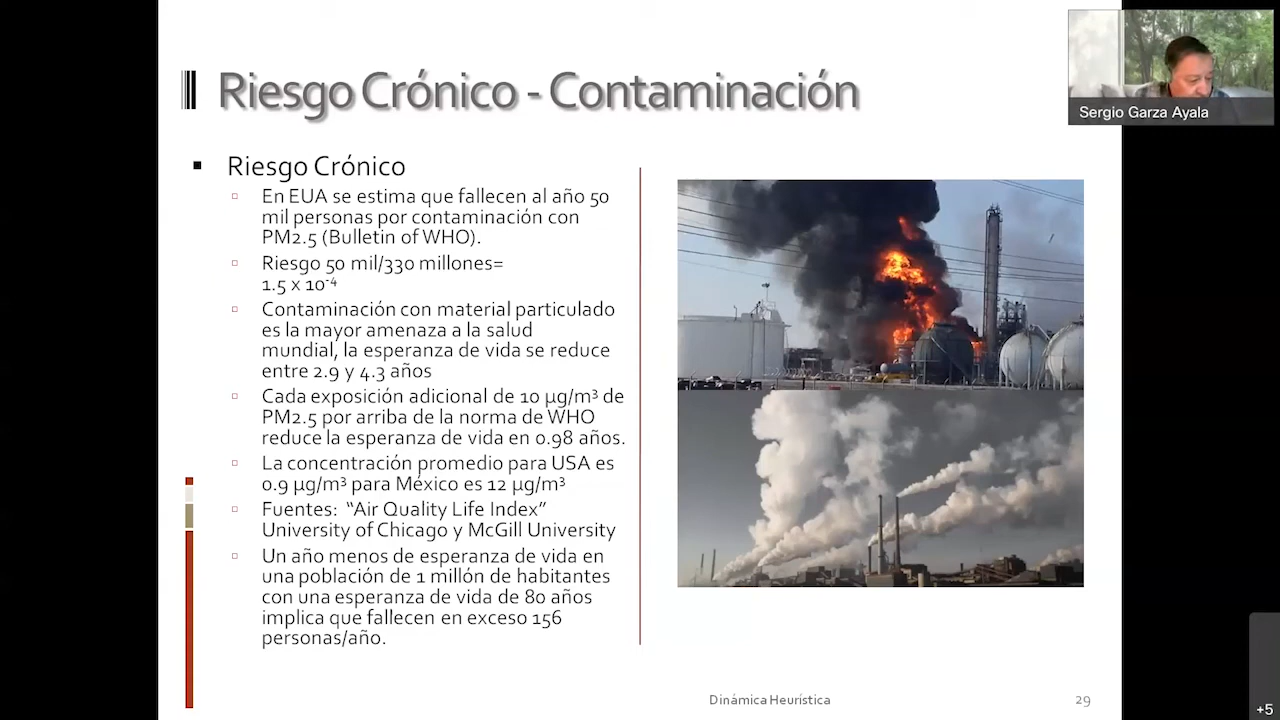 Riesgo Crónico - Contaminación
Sergio Garza Ayala
Riesgo Crónico
En EUA se estima que fallecen al año 50
mil personas por contaminación con
PM2.5 (Bulletin of WHO).
Riesgo 50 mil/330 millones=
1.5 x 10⁻⁴
Contaminación con material particulado
es la mayor amenaza a la salud
mundial, la esperanza de vida se reduce
entre 2.9 y 4.3 años
Cada exposición adicional de 10 µg/m³ de
PM2.5 por arriba de la norma de WHO
reduce la esperanza de vida en 0.98 años.
La concentración promedio para USA es
0.9 µg/m³ para México es 12 µg/m³
Fuentes: “Air Quality Life Index”
University of Chicago y McGill University
Un año menos de esperanza de vida en
una población de 1 millón de habitantes
con una esperanza de vida de 80 años
implica que fallecen en exceso 156
personas/año.
Dinámica Heurística
29
+5